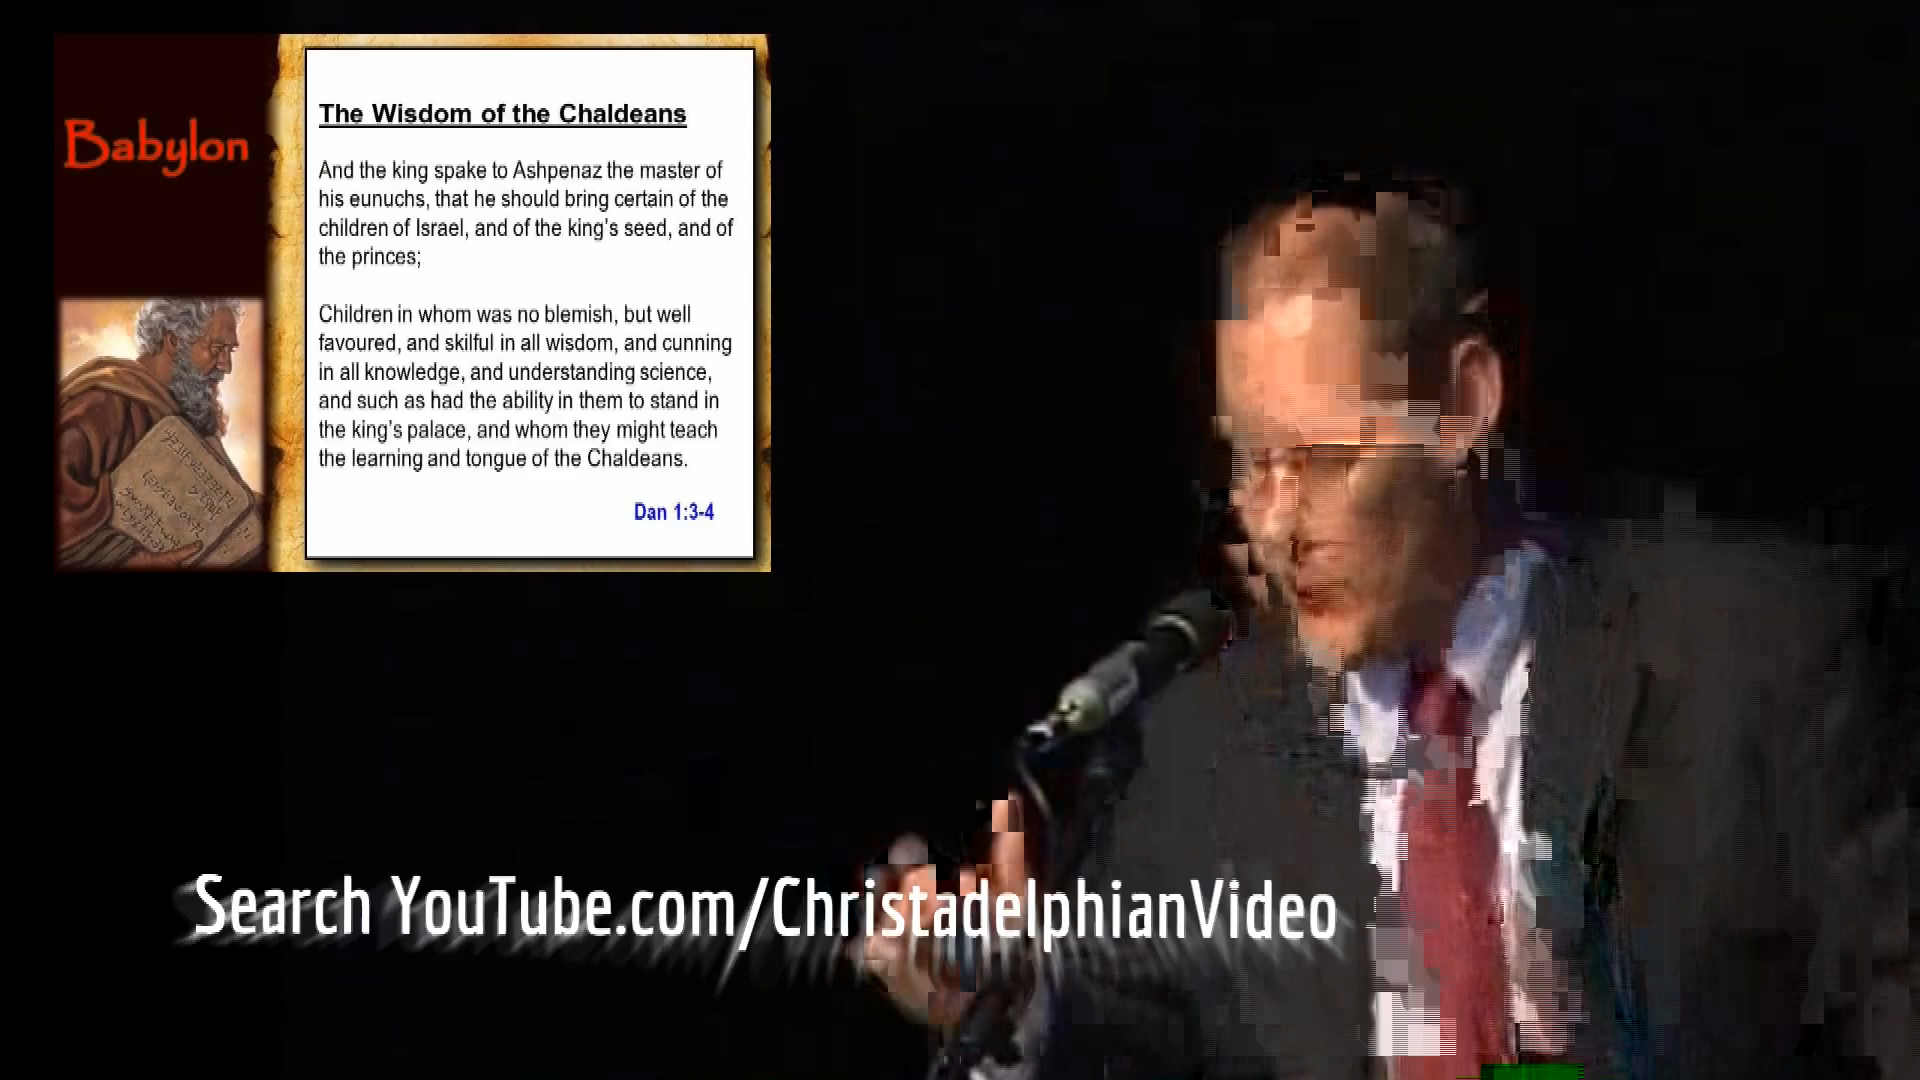 Babylon
The Wisdom of the Chaldeans
And the king spake to Ashpenaz the master of
his eunuchs, that he should bring certain of the
children of Israel, and of the king's seed, and of
the princes;
Children in whom was no blemish, but well
favoured, and skilful in all wisdom, and cunning
in all knowledge, and understanding science,
and such as had the ability in them to stand in
the king's palace, and whom they might teach
the learning and tongue of the Chaldeans.
Dan 1:3-4
Search YouTube.com/ChristadelphianVideo